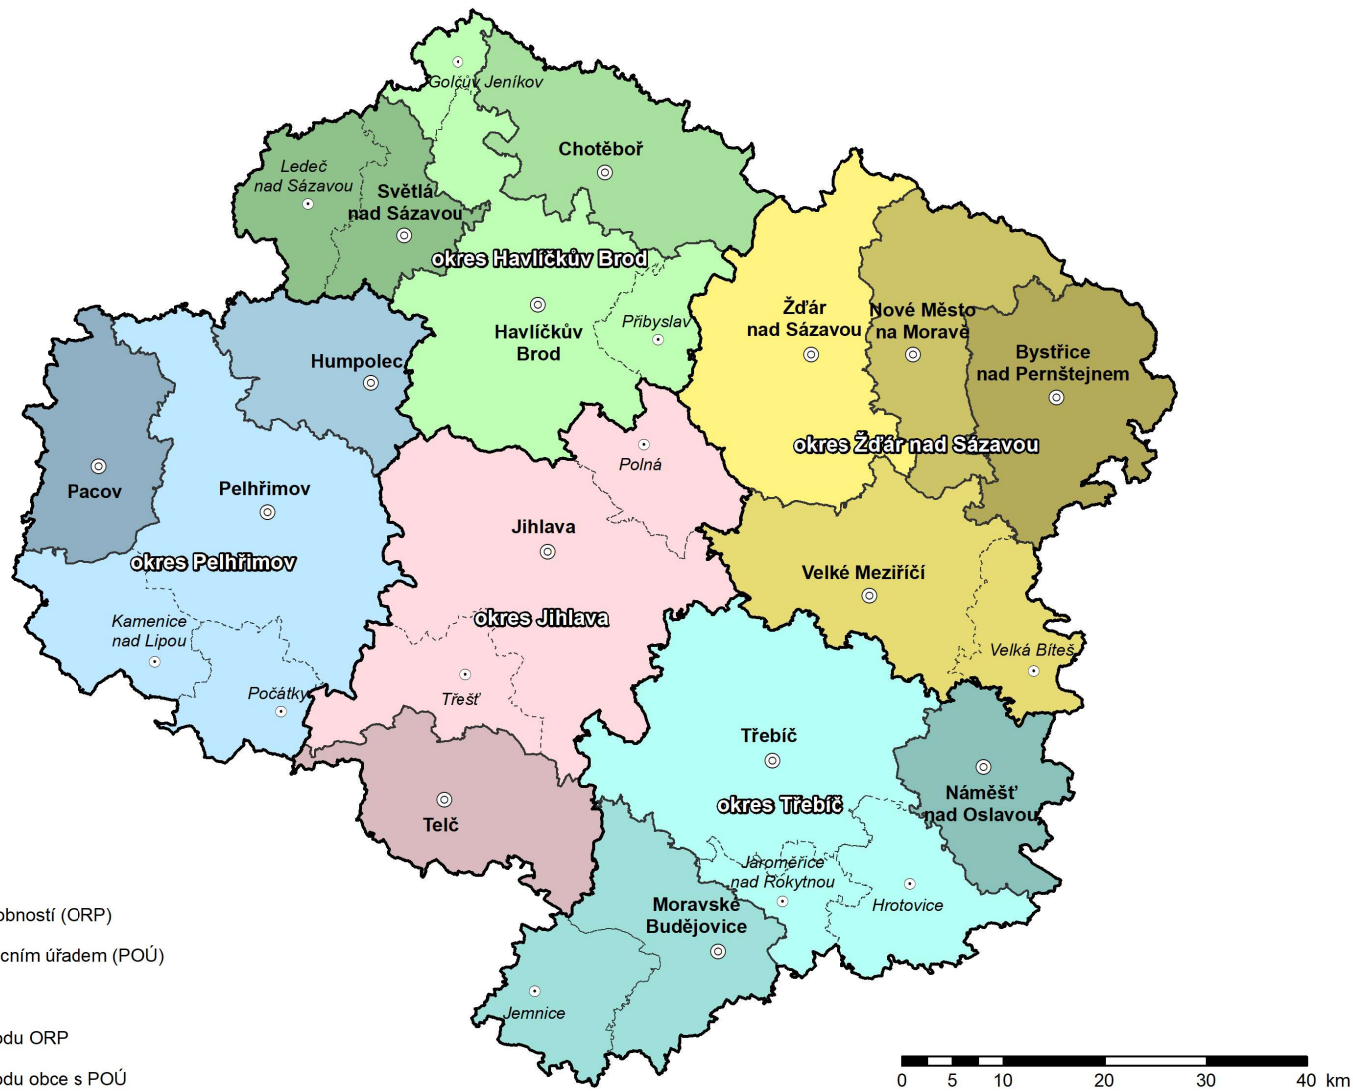 Golčův Jeníkov
Chotěboř
Ledeč
nad Sázavou
Světlá
nad Sázavou
okres Havlíčkův Brod
Havlíčkův
Brod
Přibyslav
Žďár
nad Sázavou
Nové Město
na Moravě
Bystřice
nad Pernštejnem
Humpolec
okres Žďár nad Sázavou
Polná
Pacov
Pelhřimov
Jihlava
okres Pelhřimov
Velké Meziříčí
okres Jihlava
Kamenice
nad Lipou
Velká Bíteš
Počátky
Třešť
Třebíč
okres Třebíč
Náměšť
nad Oslavou
Telč
Jaroměřice
nad Rokytnou
Hrotovice
Moravské
Budějovice
Jemnice
obností (ORP)
cním úřadem (POÚ)
odu ORP
odu obce s POÚ
0 5 10 20 30 40 km